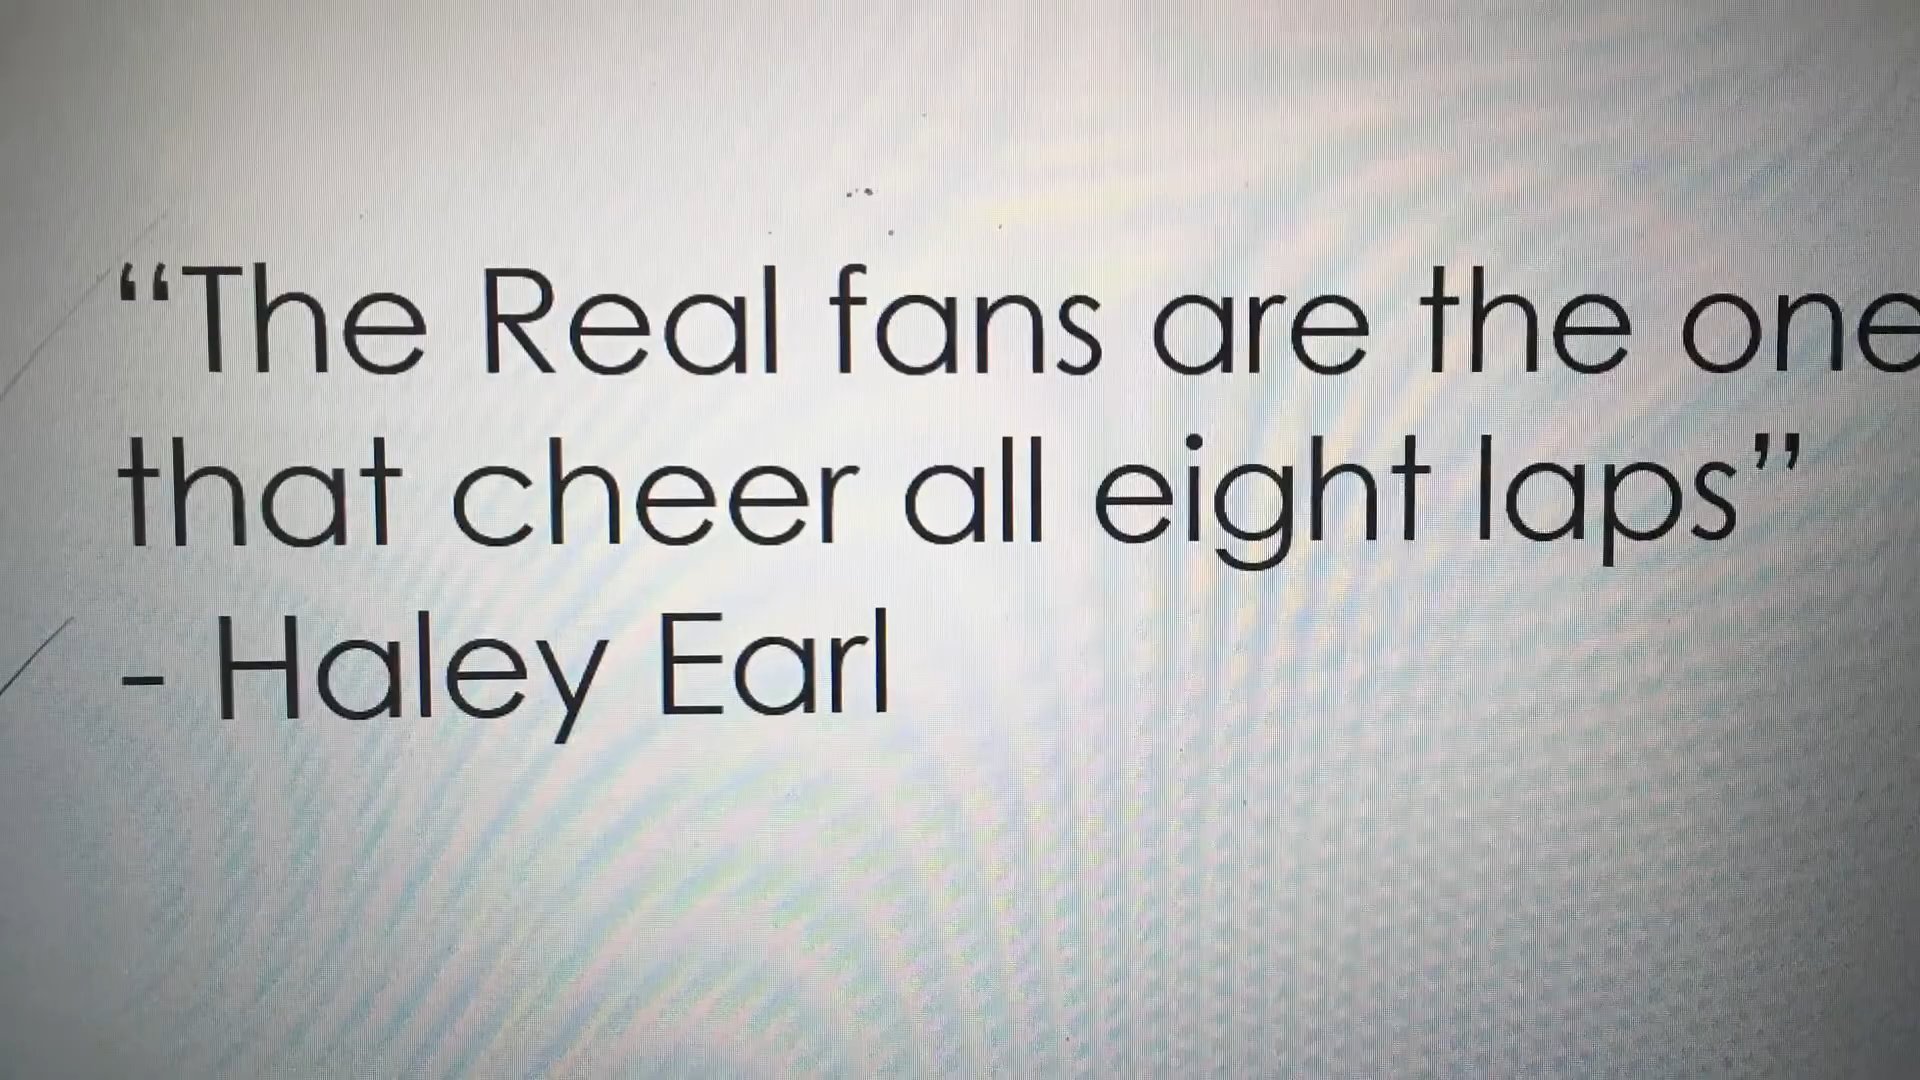 “The Real fans are the one
that cheer all eight laps”
- Haley Earl